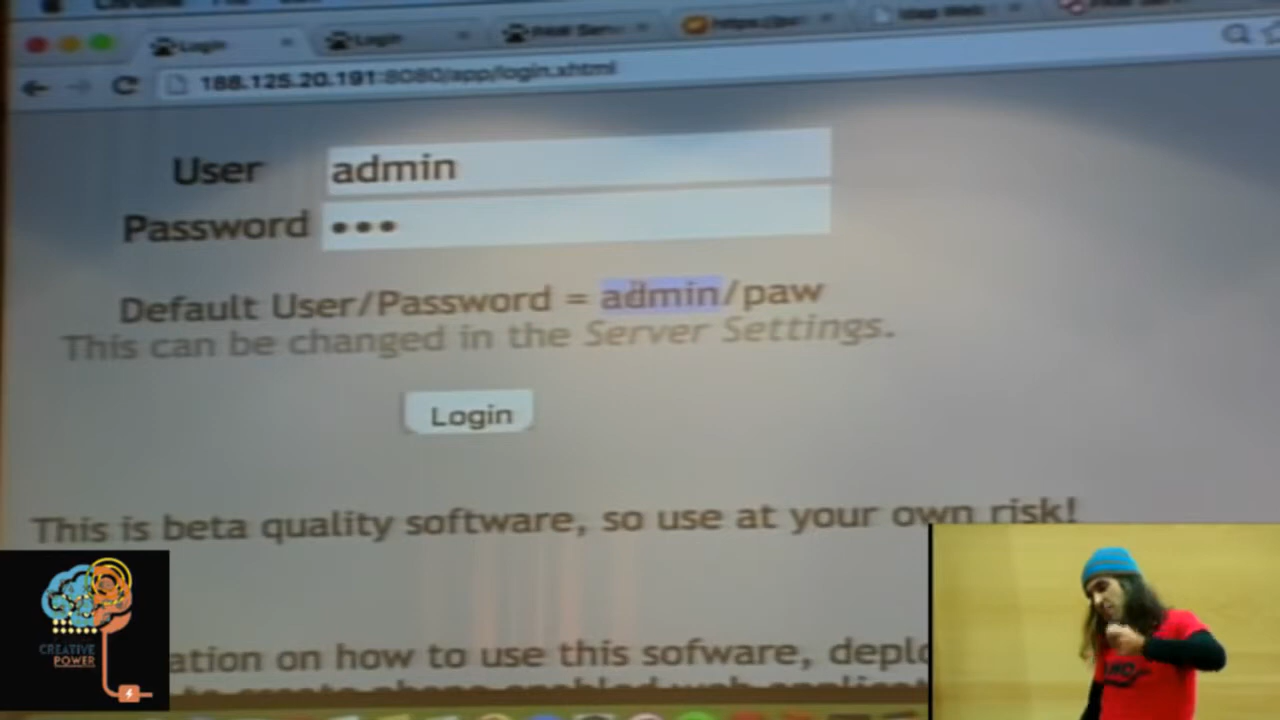 Login
Login
188.125.20.191:8080/app/login.xhtml
User admin
Password •••
Default User/Password = admin/paw
This can be changed in the Server Settings.
Login
This is beta quality software, so use at your own risk!
ation on how to use this sofware, deplo
CREATIVE
POWER